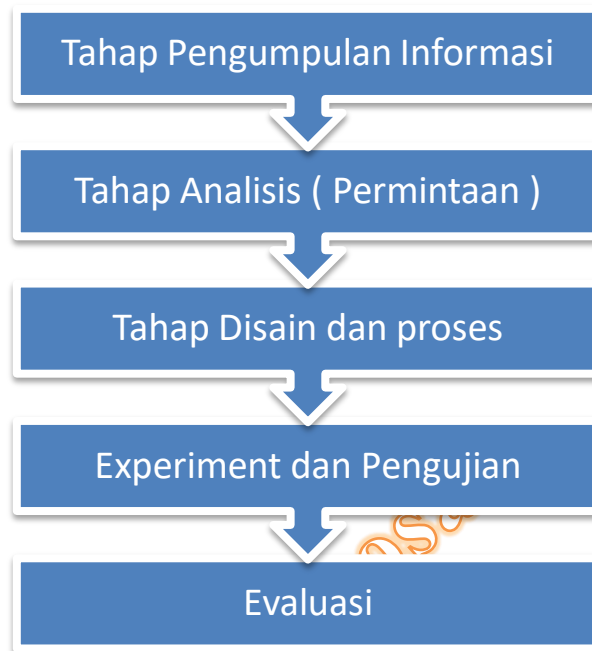 Tahap Pengumpulan Informasi
Tahap Analisis ( Permintaan )
Tahap Disain dan proses
Experiment dan Pengujian
Evaluasi